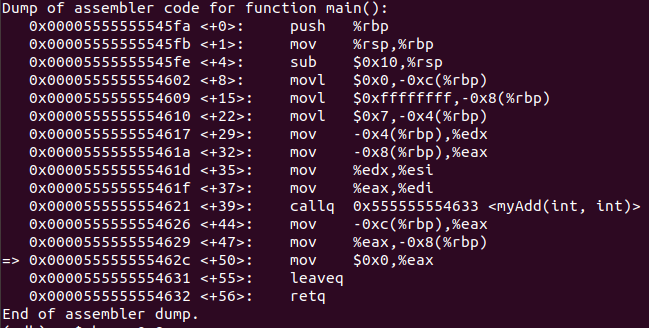 Dump of assembler code for function main():
   0x00005555555545fa <+0>:	push   %rbp
   0x00005555555545fb <+1>:	mov    %rsp,%rbp
   0x00005555555545fe <+4>:	sub    $0x10,%rsp
   0x0000555555554602 <+8>:	movl   $0x0,-0xc(%rbp)
   0x0000555555554609 <+15>:	movl   $0xffffffff,-0x8(%rbp)
   0x0000555555554610 <+22>:	movl   $0x7,-0x4(%rbp)
   0x0000555555554617 <+29>:	mov    -0x4(%rbp),%edx
   0x000055555555461a <+32>:	mov    -0x8(%rbp),%eax
   0x000055555555461d <+35>:	mov    %edx,%esi
   0x000055555555461f <+37>:	mov    %eax,%edi
   0x0000555555554621 <+39>:	callq  0x555555554633 <myAdd(int, int)>
   0x0000555555554626 <+44>:	mov    -0xc(%rbp),%eax
   0x0000555555554629 <+47>:	mov    %eax,-0x8(%rbp)
=> 0x000055555555462c <+50>:	mov    $0x0,%eax
   0x0000555555554631 <+55>:	leaveq
   0x0000555555554632 <+56>:	retq
End of assembler dump.